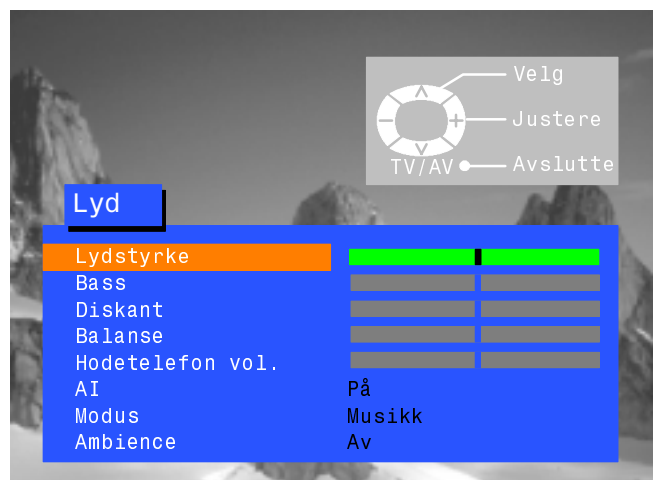 Velg
Justere
TV/AV Avslutte
Lyd
Lydstyrke
Bass
Diskant
Balanse
Hodetelefon vol.
AI På
Modus Musikk
Ambience Av